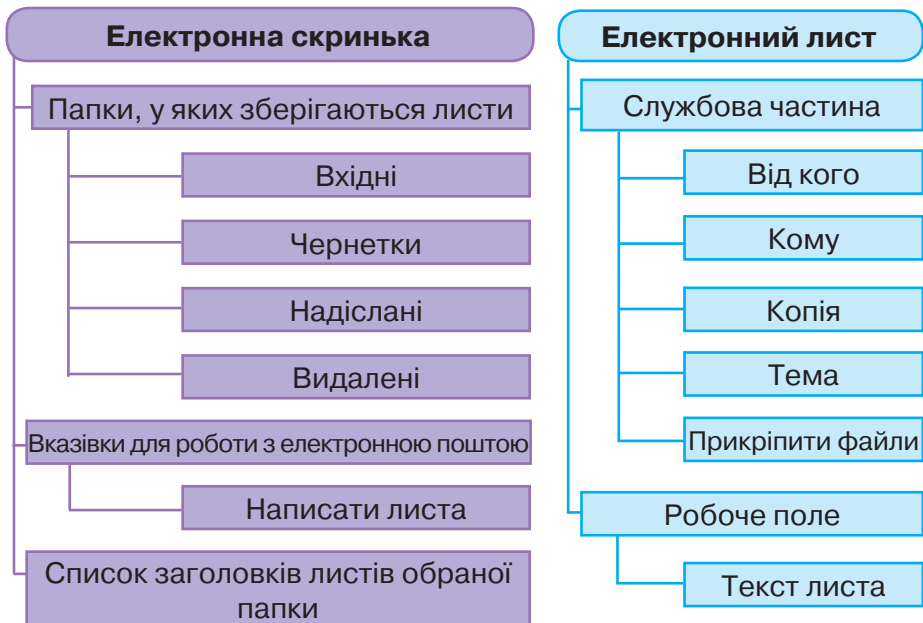 Електронна скринька
Папки, у яких зберігаються листи
Вхідні
Чернетки
Надіслані
Видалені
Вказівки для роботи з електронною поштою
Написати листа
Список заголовків листів обраної
папки
Електронний лист
Службова частина
Від кого
Кому
Копія
Тема
Прикріпити файли
Робоче поле
Текст листа